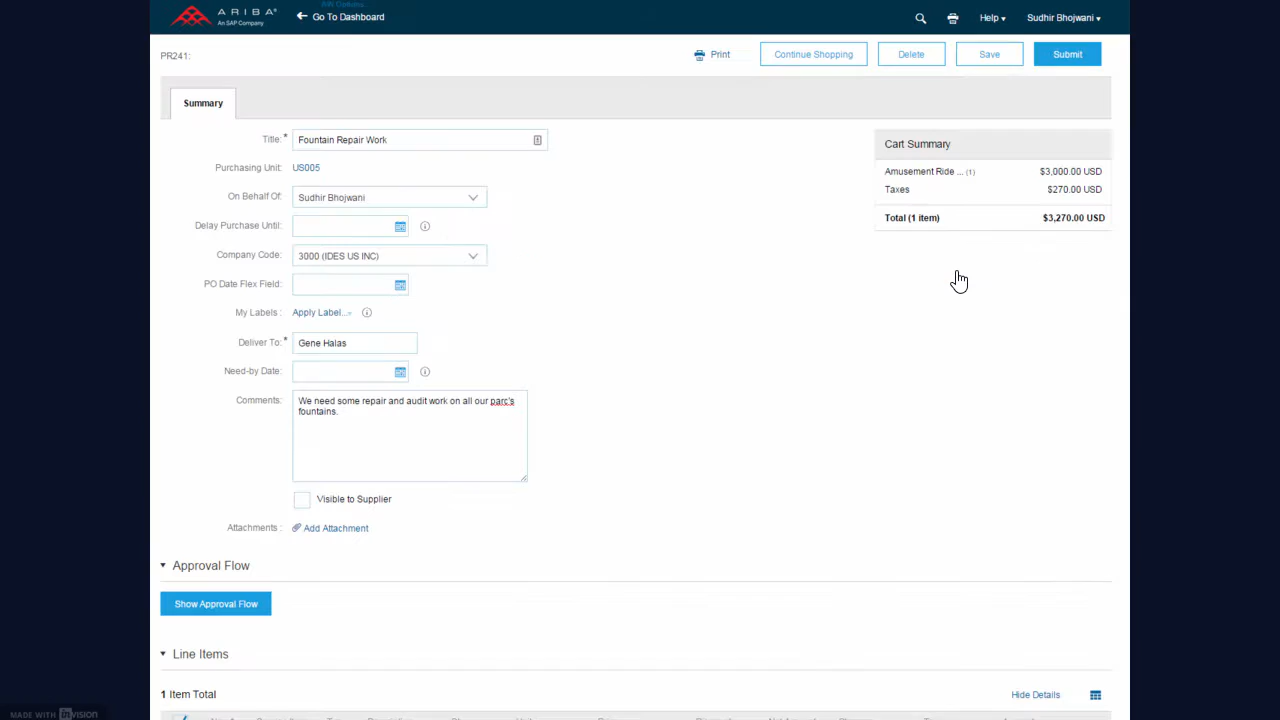 ARIBA
An SAP Company
Go To Dashboard
Help
Sudhir Bhojwani
PR241:
Print
Continue Shopping
Delete
Save
Submit
Summary
Title:* Fountain Repair Work
Purchasing Unit: US005
On Behalf Of: Sudhir Bhojwani
Delay Purchase Until:
Company Code: 3000 (IDES US INC)
PO Date Flex Field:
My Labels : Apply Label...
Deliver To:* Gene Halas
Need-by Date:
Comments: We need some repair and audit work on all our parc's
fountains.
Visible to Supplier
Attachments : Add Attachment
Cart Summary
Amusement Ride ... (1) $3,000.00 USD
Taxes $270.00 USD
Total (1 item) $3,270.00 USD
Approval Flow
Show Approval Flow
Line Items
1 Item Total
Hide Details
MADE WITH